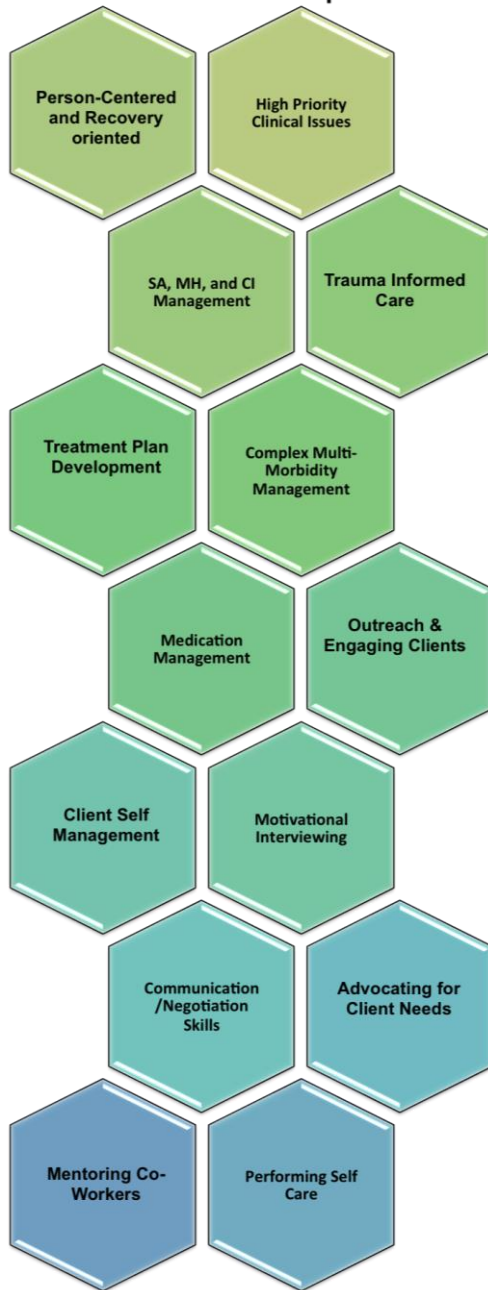 Person-Centered
and Recovery
oriented
High Priority
Clinical Issues
SA, MH, and CI
Management
Trauma Informed
Care
Treatment Plan
Development
Complex Multi-
Morbidity
Management
Medication
Management
Outreach &
Engaging Clients
Client Self
Management
Motivational
Interviewing
Communication
/Negotiation
Skills
Advocating for
Client Needs
Mentoring Co-
Workers
Performing Self
Care